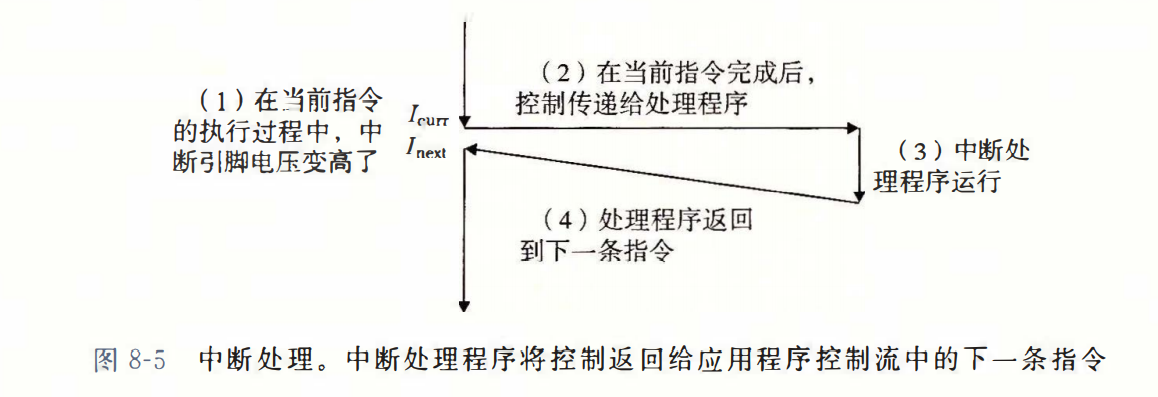 （1）在当前指令
的执行过程中，中
断引脚电压变高了
I_curr
I_next
（2）在当前指令完成后，
控制传递给处理程序
（3）中断处
理程序运行
（4）处理程序返回
到下一条指令
图 8-5 中断处理。中断处理程序将控制返回给应用程序控制流中的下一条指令